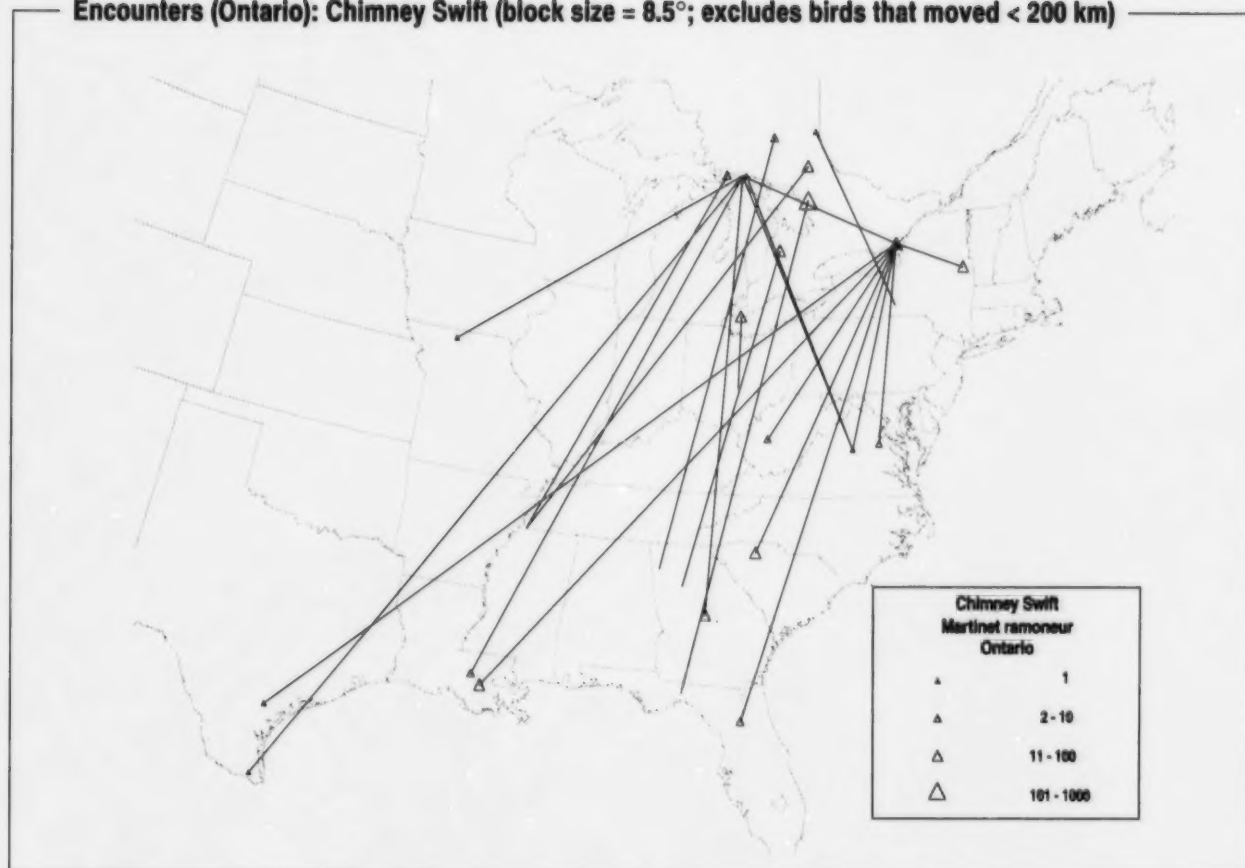 Encounters (Ontario): Chimney Swift (block size = 8.5°; excludes birds that moved < 200 km)
Chimney Swift
Martinet ramoneur
Ontario
1
2 - 10
11 - 100
101 - 1000